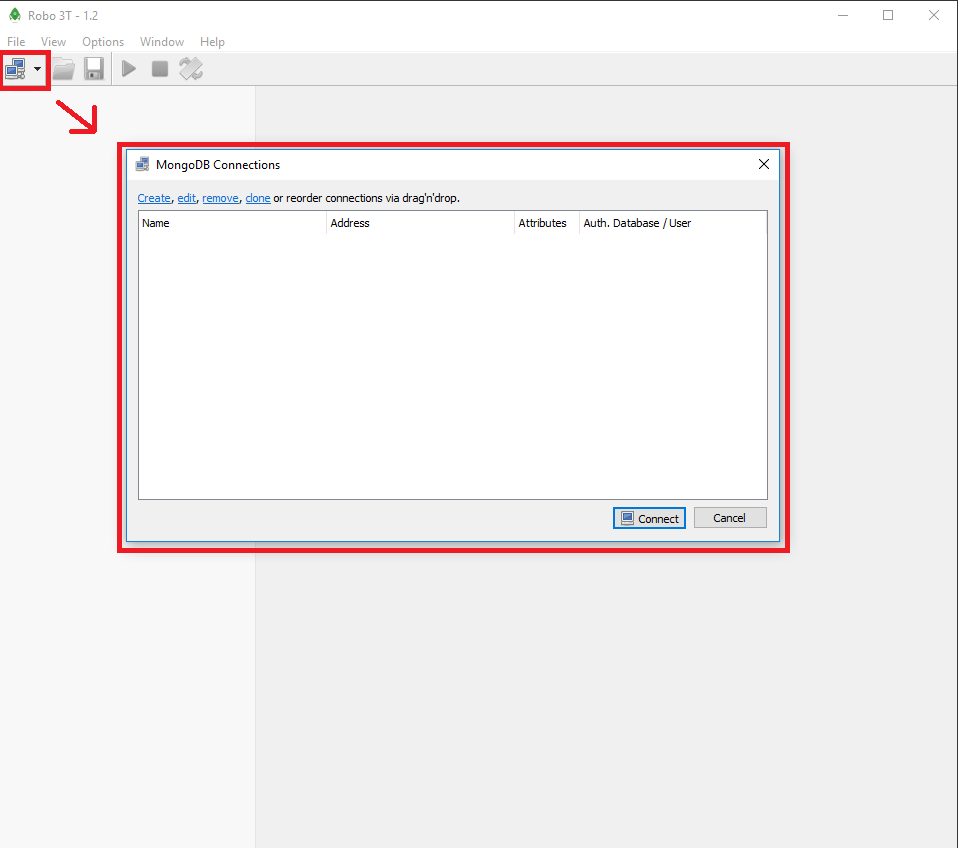 Robo 3T - 1.2
File View Options Window Help
MongoDB Connections
Create, edit, remove, clone or reorder connections via drag'n'drop.
Name Address Attributes Auth. Database / User
Connect Cancel